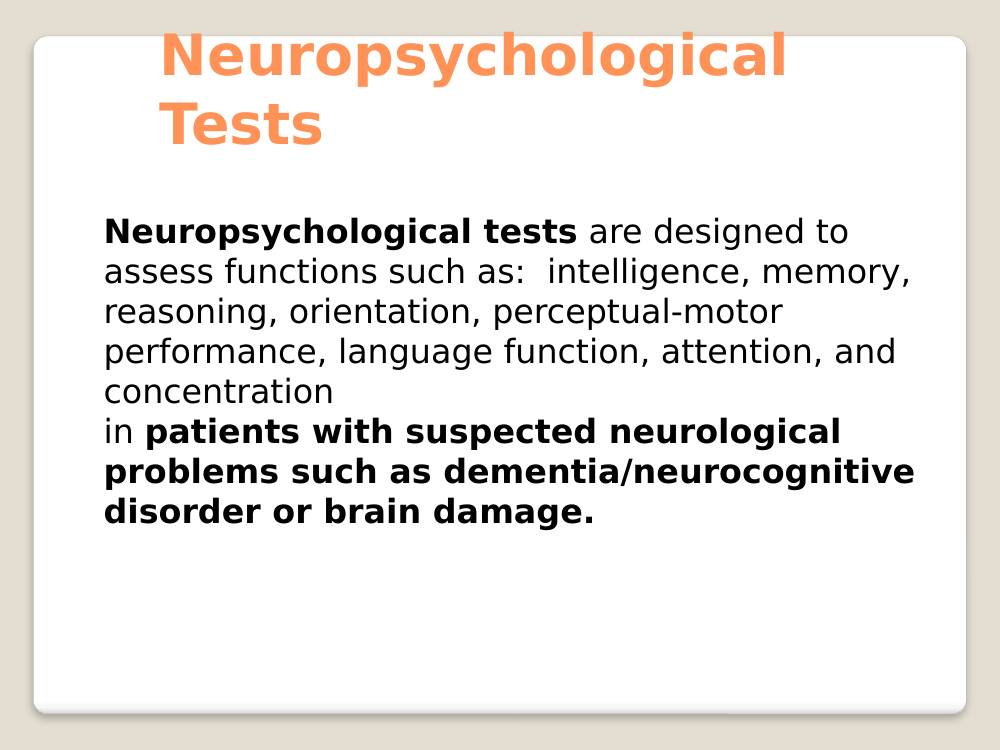 Neuropsychological
Tests
Neuropsychological tests are designed to
assess functions such as:  intelligence, memory,
reasoning, orientation, perceptual-motor
performance, language function, attention, and
concentration
in patients with suspected neurological
problems such as dementia/neurocognitive
disorder or brain damage.